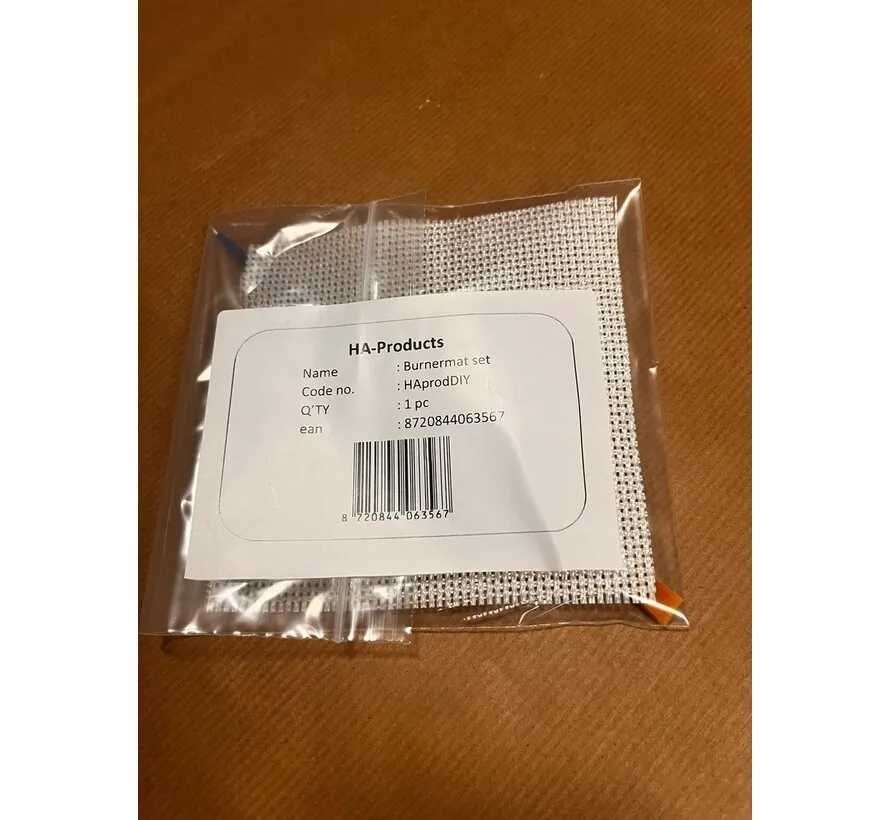 HA-Products
Name : Burnermat set
Code no. : HAprodDIY
Q'TY : 1 pc
ean : 8720844063567
8 720844 063567